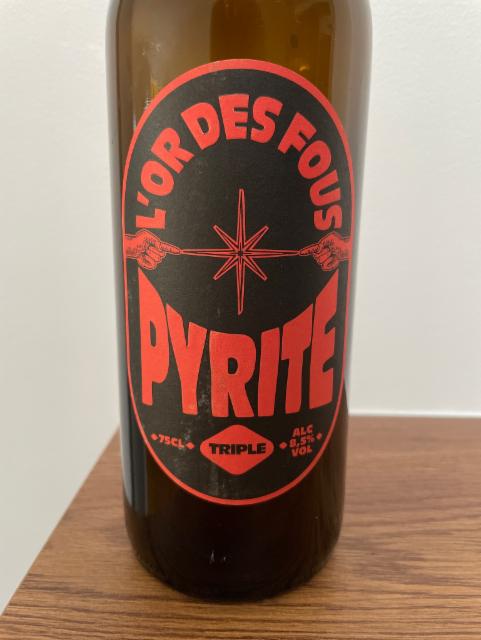 L'OR DES FOUS
PYRITE
75CL
TRIPLE
ALC
8,5%
VOL